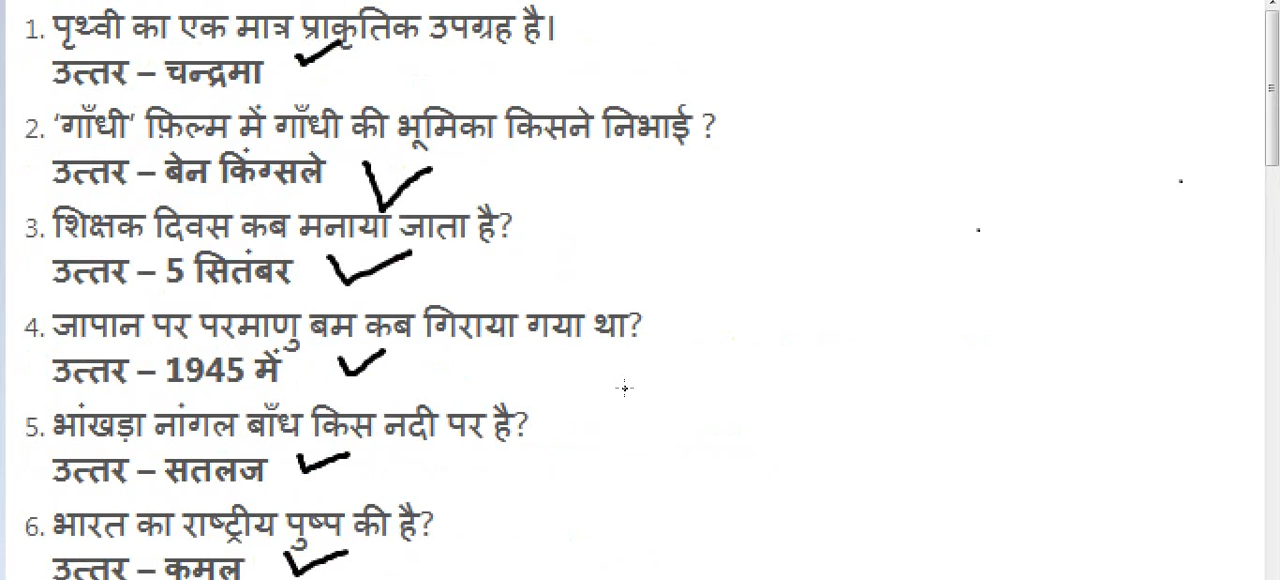 1. पृथ्वी का एक मात्र प्राकृतिक उपग्रह है।
उत्तर – चन्द्रमा
2. ‘गाँधी’ फ़िल्म में गाँधी की भूमिका किसने निभाई ?
उत्तर – बेन किंग्सले
3. शिक्षक दिवस कब मनाया जाता है?
उत्तर – 5 सितंबर
4. जापान पर परमाणु बम कब गिराया गया था?
उत्तर – 1945 में
5. भांखड़ा नांगल बाँध किस नदी पर है?
उत्तर – सतलज
6. भारत का राष्ट्रीय पुष्प की है?
उत्तर – कमल